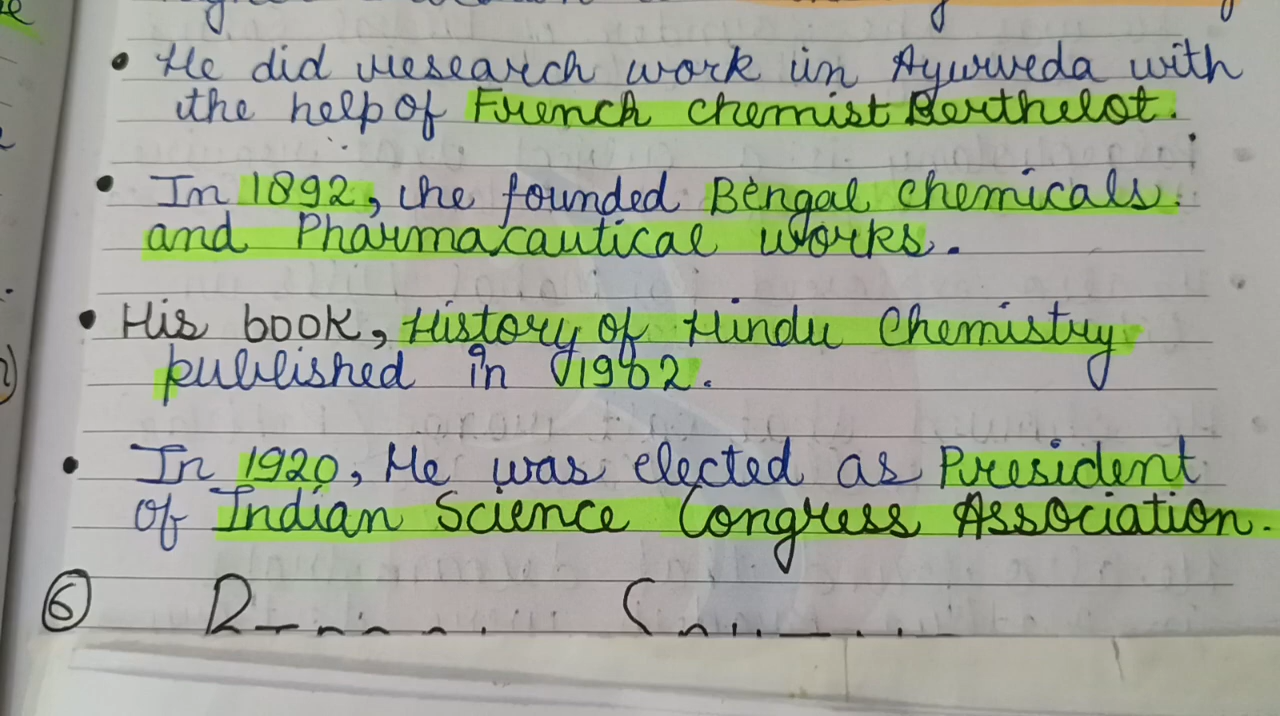 • He did research work in Ayurveda with
the help of French chemist Berthelot.
• In 1892, he founded Bengal chemicals
and Pharmacautical works.
• His book, History of Hindu Chemistry
published in 1902.
• In 1920, He was elected as President
of Indian Science Congress Association.
6